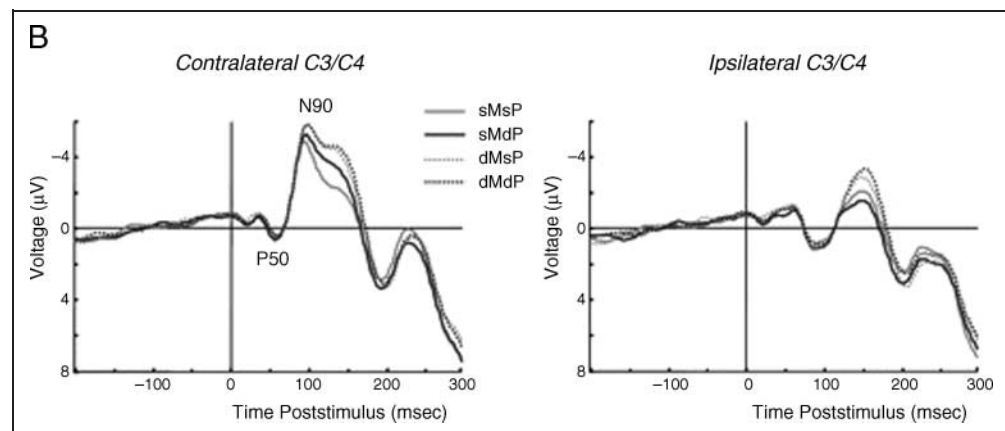 B
Contralateral C3/C4
Ipsilateral C3/C4
N90
P50
sMsP
sMdP
dMsP
dMdP
Voltage (µV)
−4
0
4
8
−100
0
100
200
300
Time Poststimulus (msec)
Voltage (µV)
−4
0
4
8
−100
0
100
200
300
Time Poststimulus (msec)